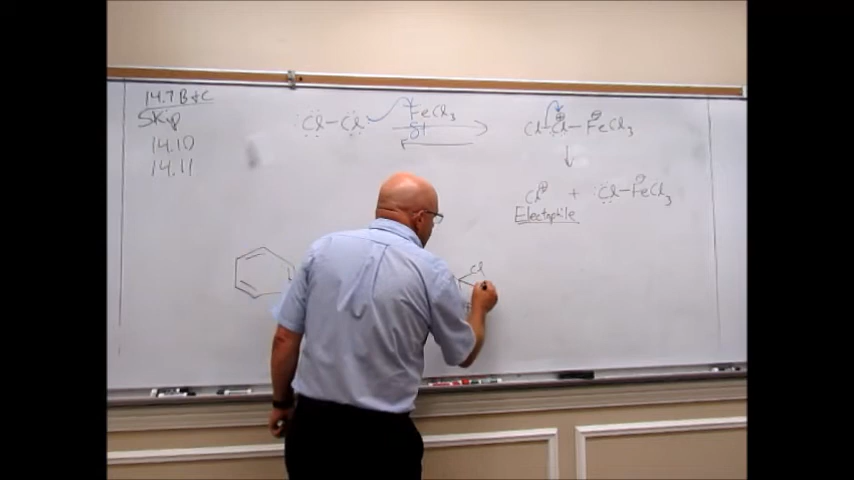 14.7 B+C
Skip
14.10
14.11
Cl–Cl FeCl3
δ+
Cl–Cl⊕–FeCl3⊖
Cl⊕ + Cl–FeCl3⊖
Electrophile
Cl